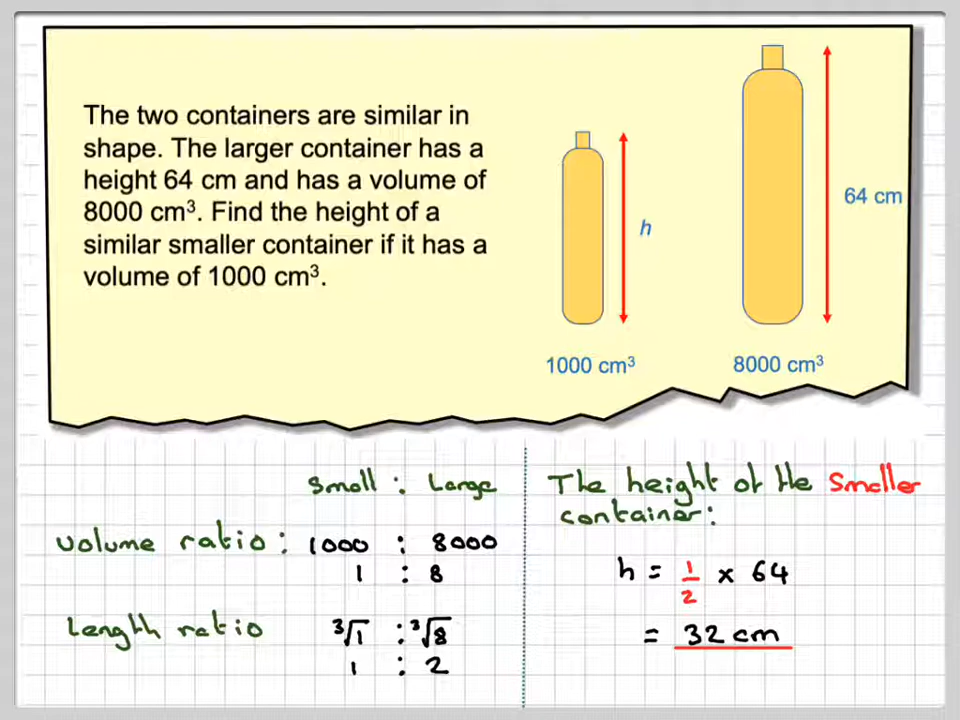 The two containers are similar in
shape. The larger container has a
height 64 cm and has a volume of
8000 cm³. Find the height of a
similar smaller container if it has a
volume of 1000 cm³.
h
64 cm
1000 cm³
8000 cm³
Small : Large
Volume ratio : 1000 : 8000
1 : 8
Length ratio ³√1 : ³√8
1 : 2
The height of the Smaller
container:
h = 1/2 × 64
= 32 cm